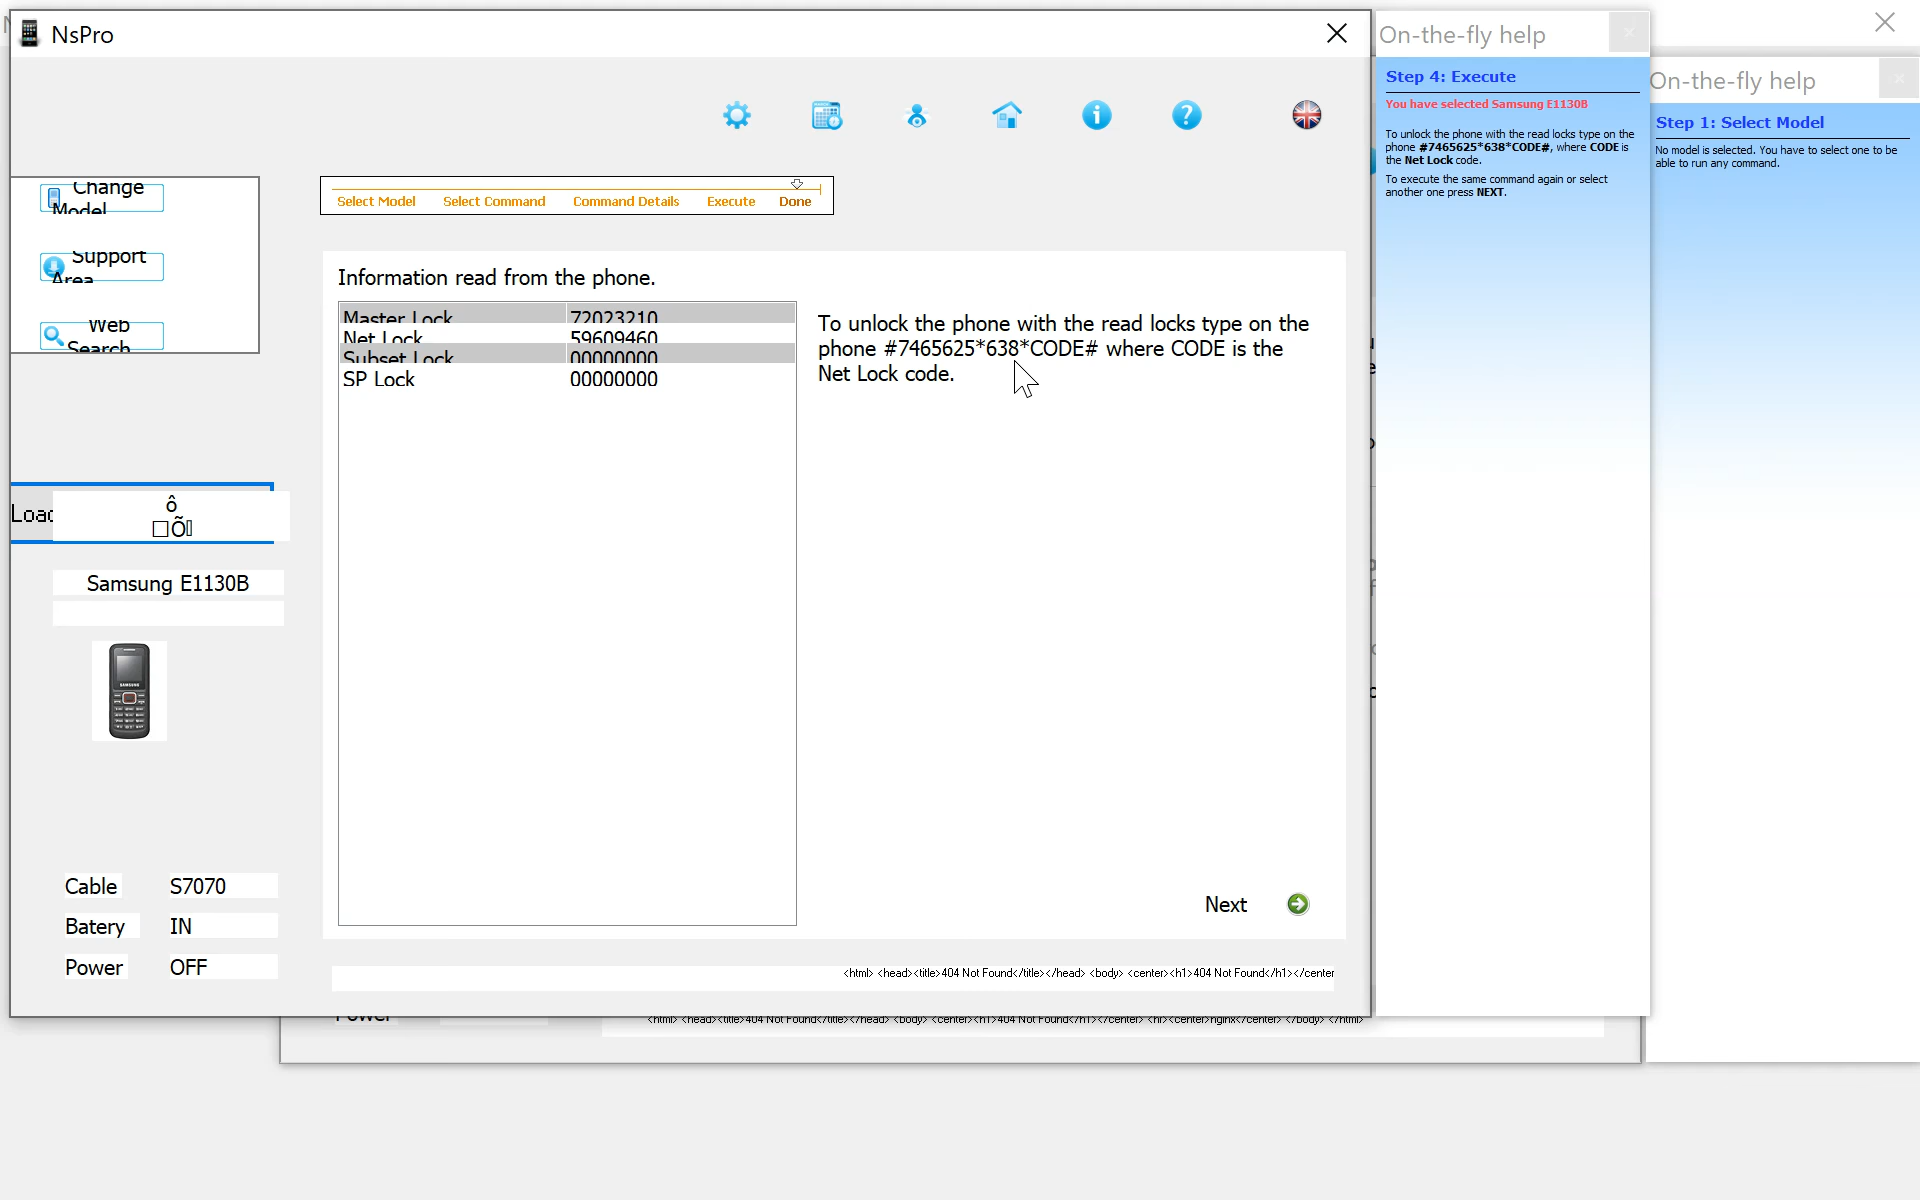 NsPro
On-the-fly help
Step 4: Execute
You have selected Samsung E1130B
To unlock the phone with the read locks type on the
phone #7465625*638*CODE#, where CODE is
the Net Lock code.
To execute the same command again or select
another one press NEXT.
On-the-fly help
Step 1: Select Model
No model is selected. You have to select one to be
able to run any command.
Change
Model
Support
Area
Web
Search
Select Model Select Command Command Details Execute Done
Information read from the phone.
Master Lock 72023210
Net Lock 59609460
Subset Lock 00000000
SP Lock 00000000
To unlock the phone with the read locks type on the
phone #7465625*638*CODE# where CODE is the
Net Lock code.
ô
□Õ▯
Samsung E1130B
SAMSUNG
Cable S7070
Batery IN
Power OFF
Next
<html> <head><title>404 Not Found</title></head> <body> <center><h1>404 Not Found</h1></center
Power
<html> <head><title>404 Not Found</title></head> <body> <center><h1>404 Not Found</h1></center> <hr><center>nginx</center> </body> </html>